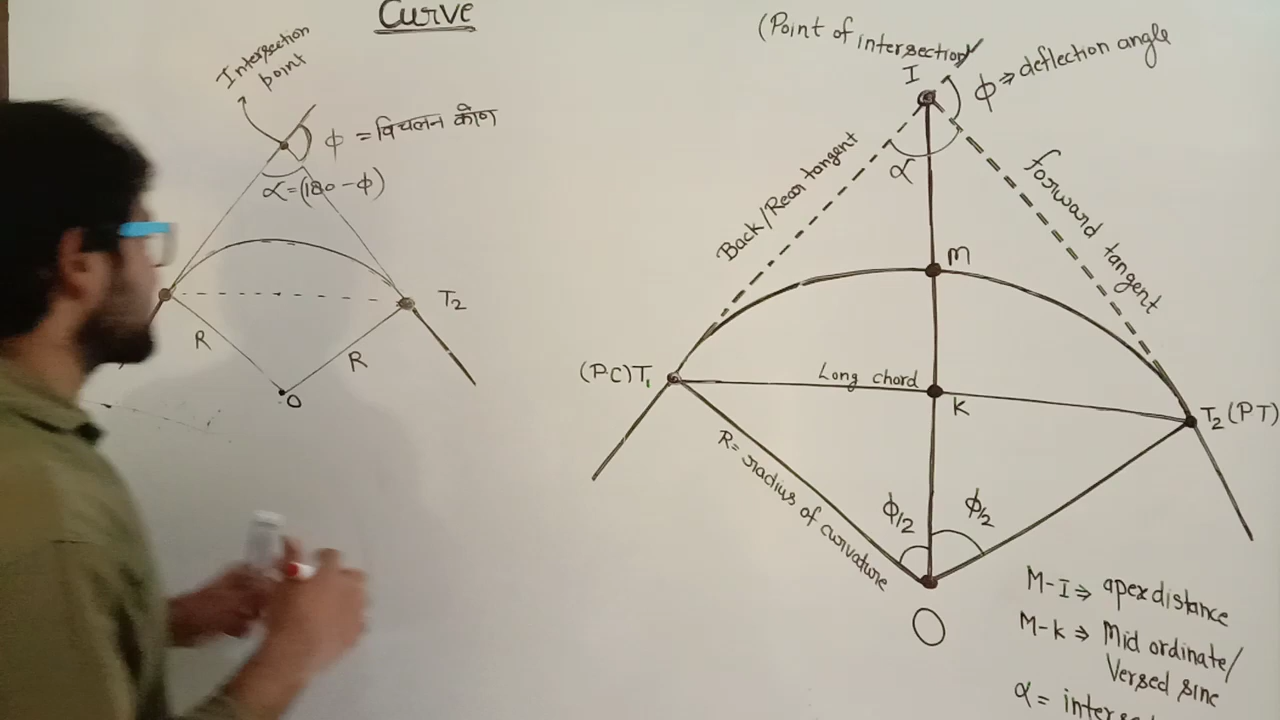 Curve
Intersection
point
ϕ = विचलन कोण
α=(180-ϕ)
T2
R
R
O
(Point of intersection)
I
ϕ ⇒ deflection angle
α
Back/Rear tangent
forward tangent
M
(PC)T1
Long chord
K
T2 (PT)
R= radius of curvature
ϕ/2
ϕ/2
O
M-I ⇒ apex distance
M-K ⇒ Mid ordinate/
Versed sine
α =